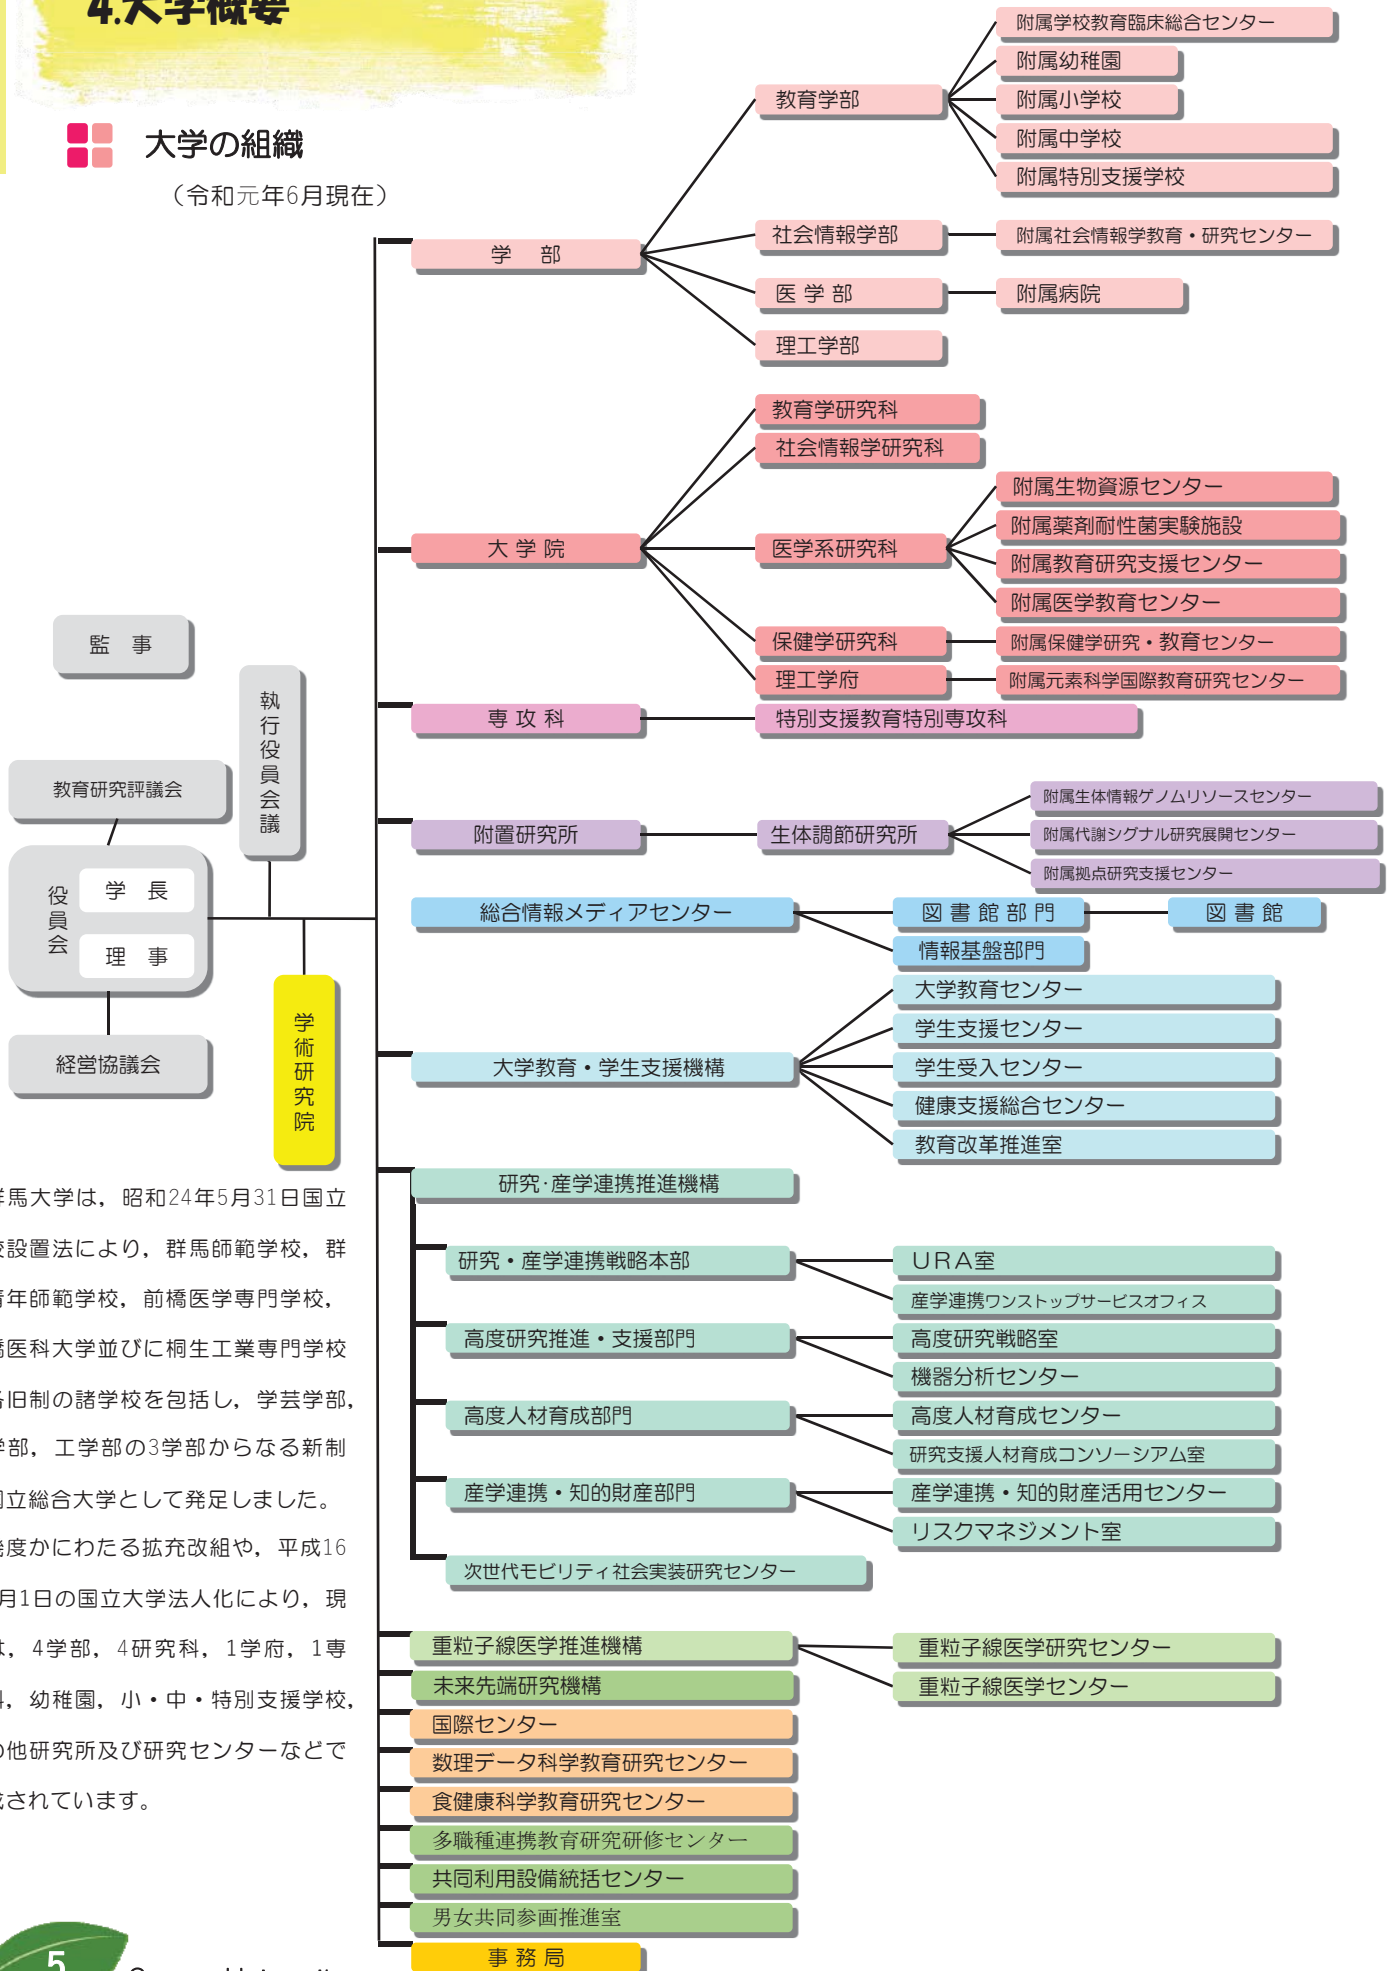 4.大学概要
大学の組織
（令和元年6月現在）
学 部
教育学部
附属学校教育臨床総合センター
附属幼稚園
附属小学校
附属中学校
附属特別支援学校
社会情報学部
附属社会情報学教育・研究センター
医 学 部
附属病院
理工学部
大 学 院
教育学研究科
社会情報学研究科
医学系研究科
附属生物資源センター
附属薬剤耐性菌実験施設
附属教育研究支援センター
附属医学教育センター
保健学研究科
附属保健学研究・教育センター
理工学府
附属元素科学国際教育研究センター
専 攻 科
特別支援教育特別専攻科
監 事
執行役員会議
教育研究評議会
役員会
学 長
理 事
経営協議会
学術研究院
附置研究所
生体調節研究所
附属生体情報ゲノムリソースセンター
附属代謝シグナル研究展開センター
附属拠点研究支援センター
総合情報メディアセンター
図 書 館 部 門
図 書 館
情報基盤部門
大学教育・学生支援機構
大学教育センター
学生支援センター
学生受入センター
健康支援総合センター
教育改革推進室
研究･産学連携推進機構
研究・産学連携戦略本部
ＵＲＡ室
産学連携ワンストップサービスオフィス
高度研究推進・支援部門
高度研究戦略室
機器分析センター
高度人材育成部門
高度人材育成センター
研究支援人材育成コンソーシアム室
産学連携・知的財産部門
産学連携・知的財産活用センター
リスクマネジメント室
次世代モビリティ社会実装研究センター
重粒子線医学推進機構
重粒子線医学研究センター
重粒子線医学センター
未来先端研究機構
国際センター
数理データ科学教育研究センター
食健康科学教育研究センター
多職種連携教育研究研修センター
共同利用設備統括センター
男女共同参画推進室
事 務 局
群馬大学は，昭和24年5月31日国立
校設置法により，群馬師範学校，群
青年師範学校，前橋医学専門学校，
橋医科大学並びに桐生工業専門学校
各旧制の諸学校を包括し，学芸学部，
学部，工学部の3学部からなる新制
国立総合大学として発足しました。
幾度かにわたる拡充改組や，平成16
月1日の国立大学法人化により，現
は，4学部，4研究科，1学府，1専
科，幼稚園，小・中・特別支援学校，
の他研究所及び研究センターなどで
成されています。
5